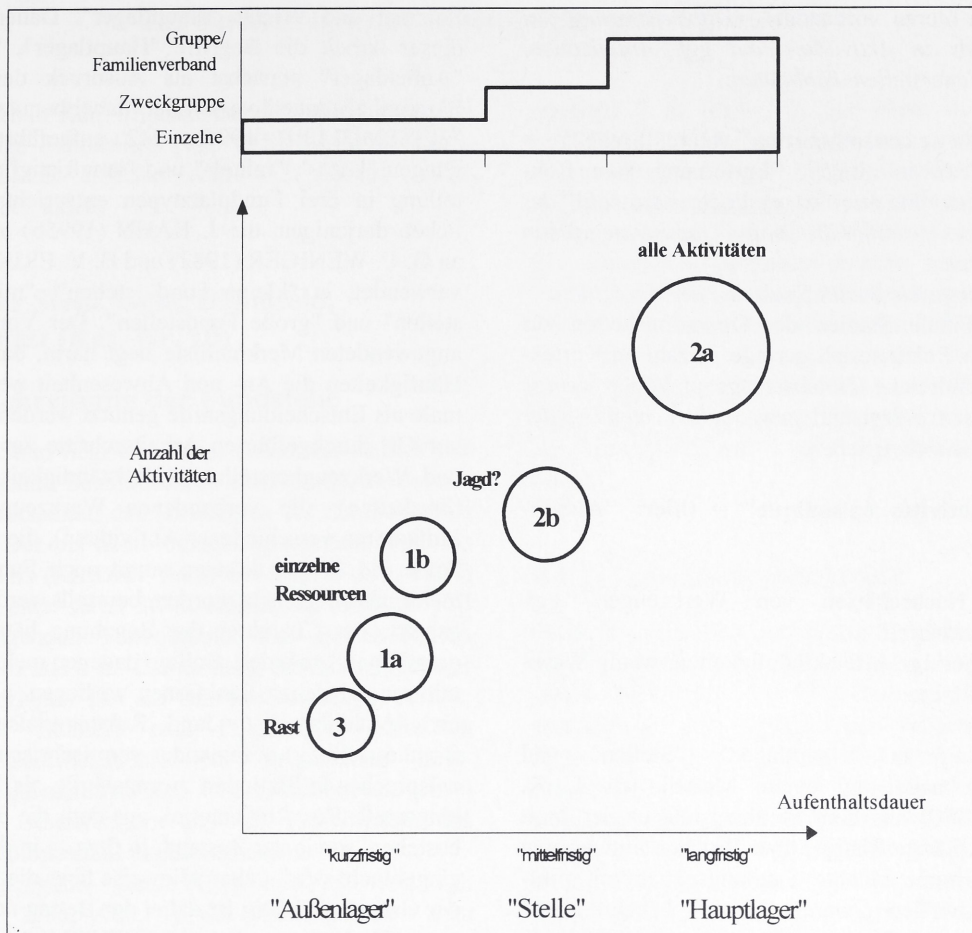 Gruppe/
Familienverband
Zweckgruppe
Einzelne
alle Aktivitäten
2a
Anzahl der
Aktivitäten
Jagd?
2b
1b
einzelne
Ressourcen
1a
Rast
3
Aufenthaltsdauer
"kurzfristig"
"mittelfristig"
"langfristig"
"Außenlager"
"Stelle"
"Hauptlager"